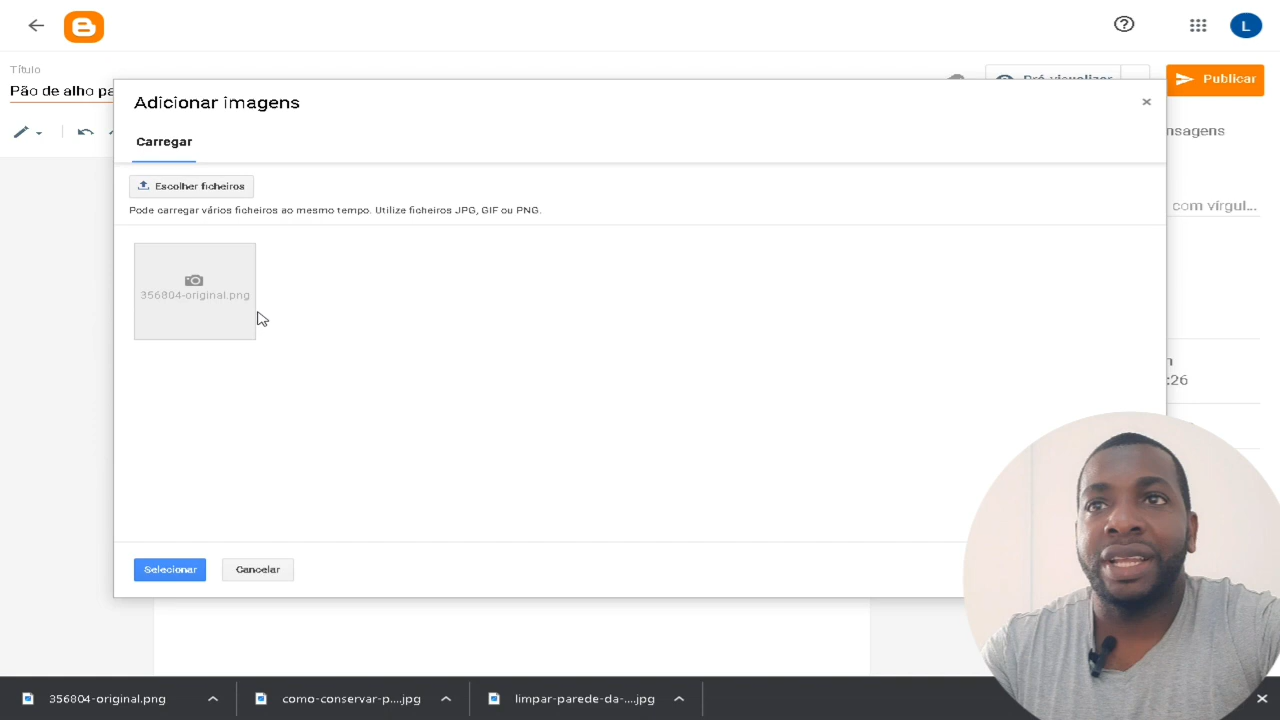 L
Título
Pré-visualizar
Publicar
Pão de alho pa
Adicionar imagens
×
nsagens
Carregar
Escolher ficheiros
com vírgul...
Pode carregar vários ficheiros ao mesmo tempo. Utilize ficheiros JPG, GIF ou PNG.
356804-original.png
:26
Selecionar
Cancelar
356804-original.png
como-conservar-p....jpg
limpar-parede-da-....jpg